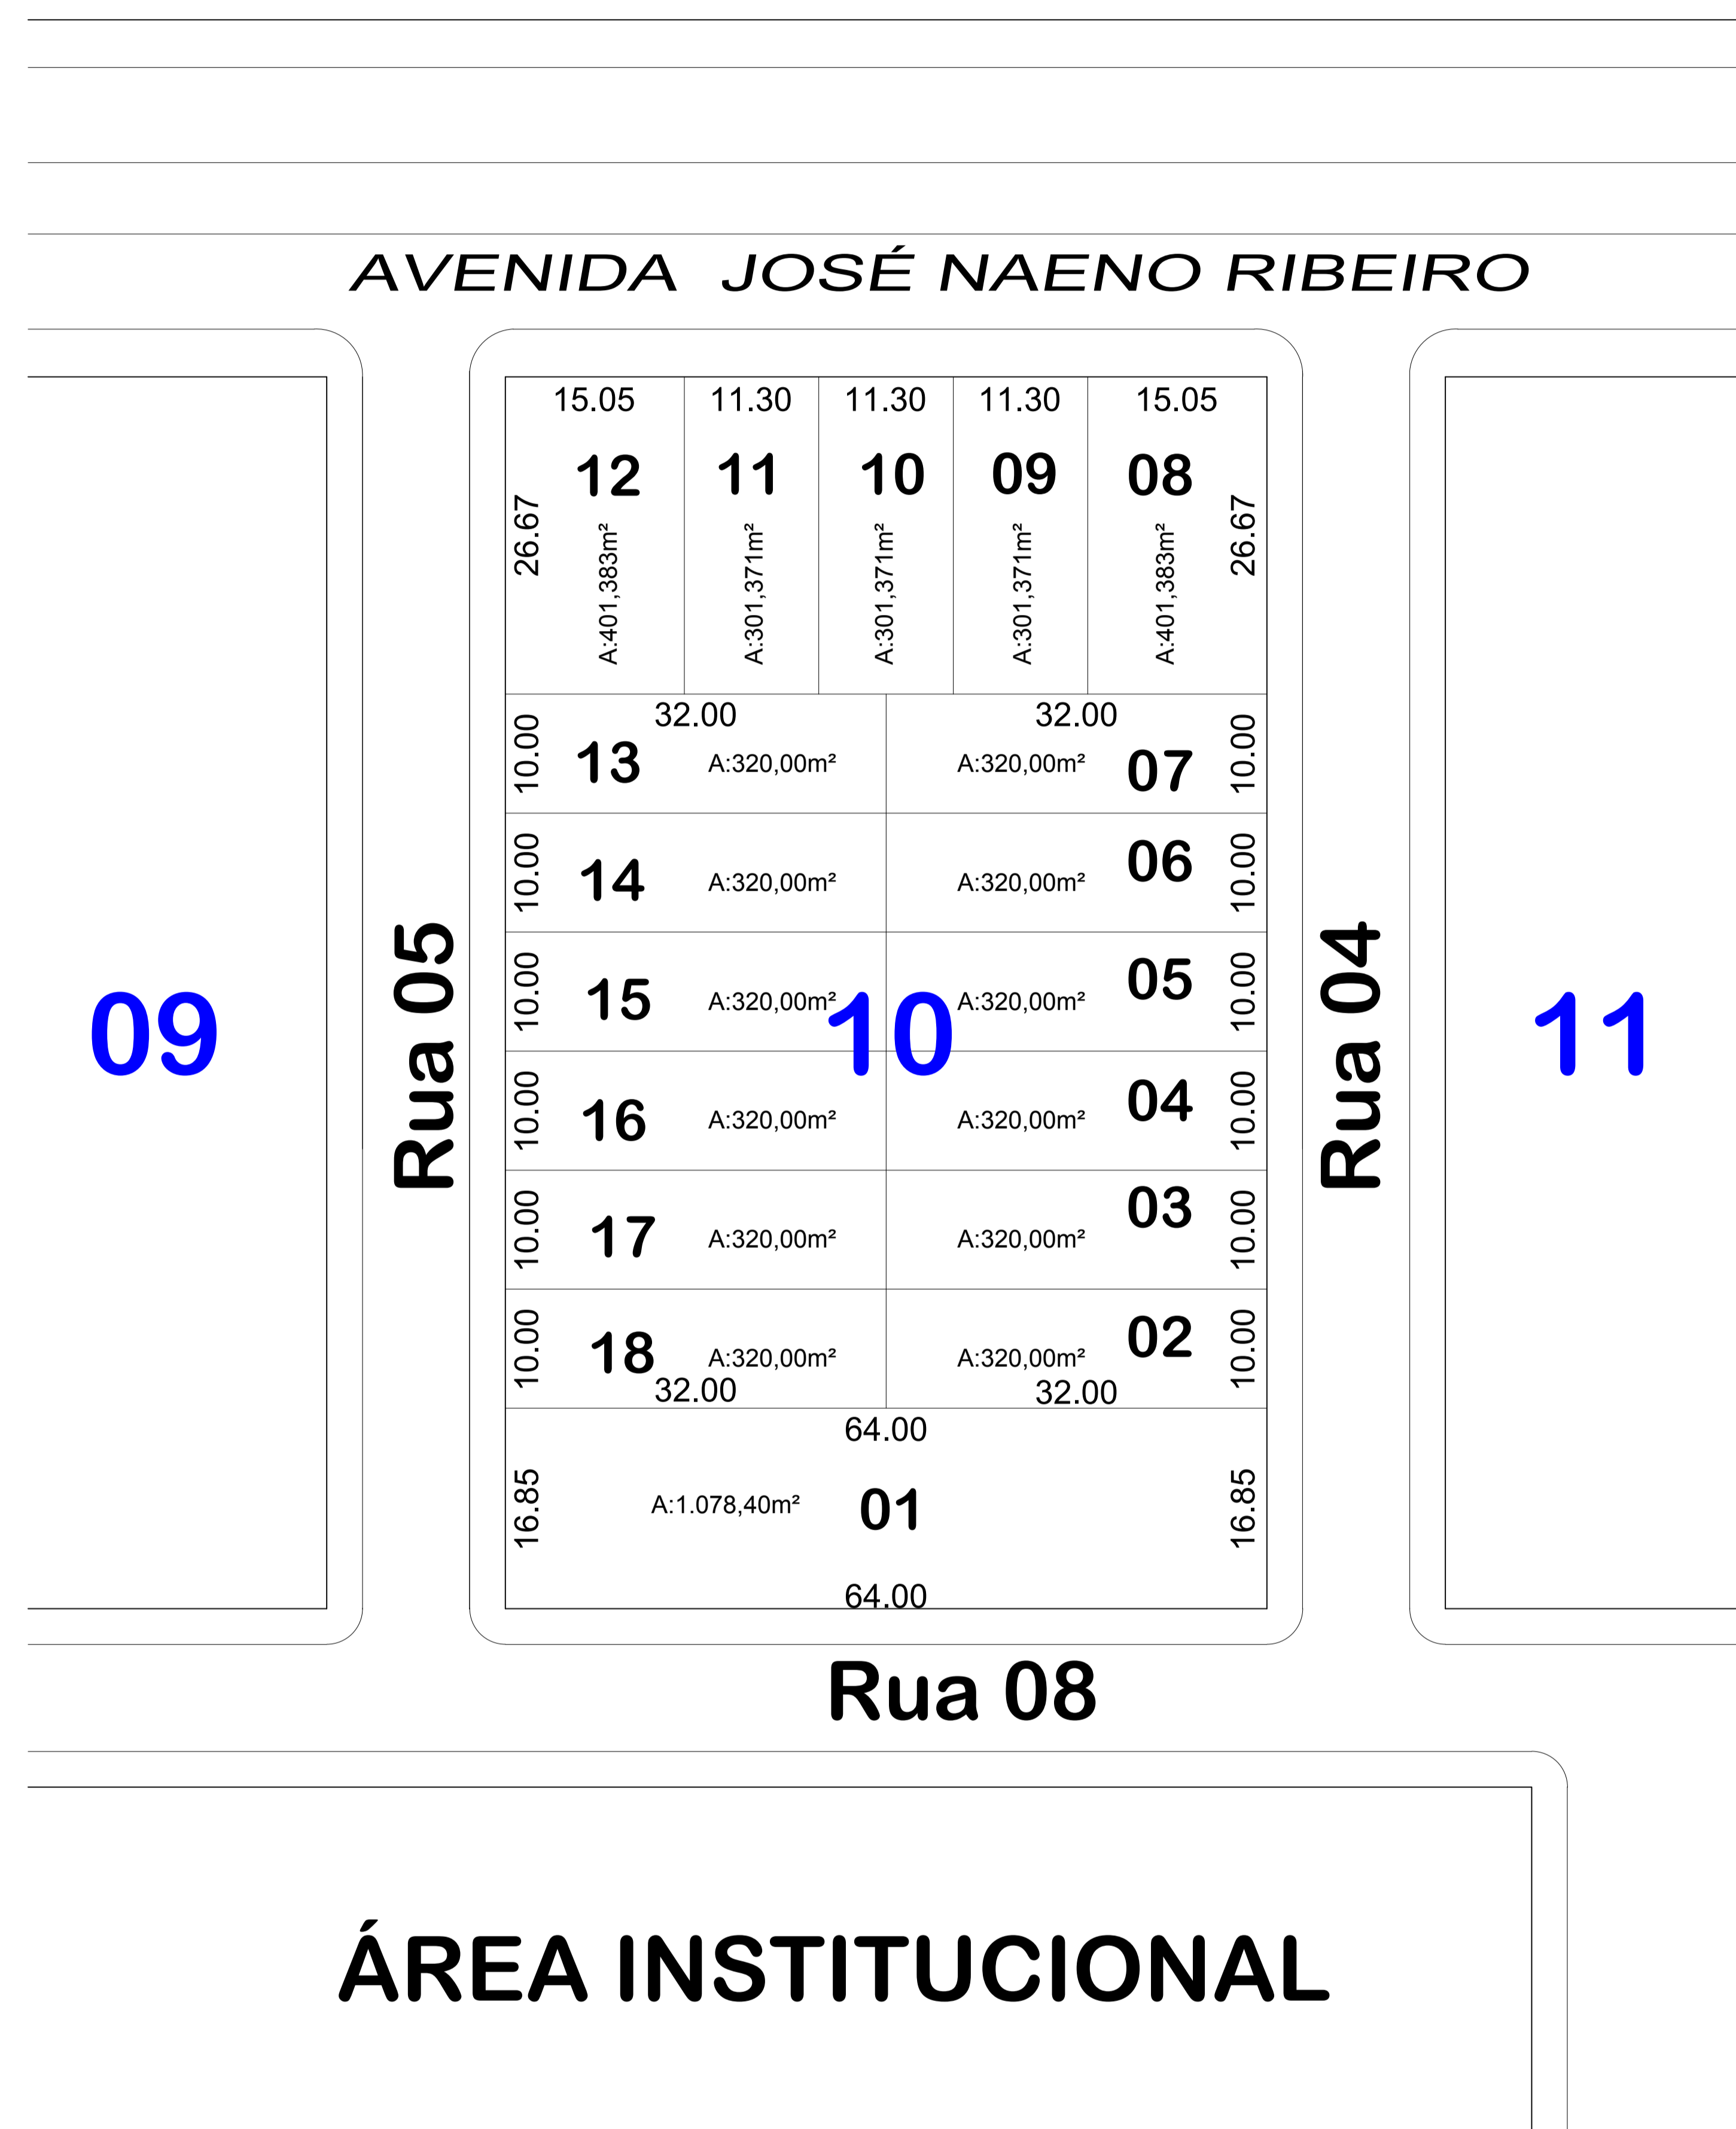 AVENIDA JOSÉ NAENO RIBEIRO
15.05 11.30 11.30 11.30 15.05
12 11 10 09 08
26.67 26.67
A:401,383m² A:301,371m² A:301,371m² A:301,371m² A:401,383m²
32.00 32.00
10.00 13 A:320,00m² A:320,00m² 07 10.00
10.00 14 A:320,00m² A:320,00m² 06 10.00
10.00 15 A:320,00m² A:320,00m² 05 10.00
09 Rua 05 10 Rua 04 11
10.00 16 A:320,00m² A:320,00m² 04 10.00
10.00 17 A:320,00m² A:320,00m² 03 10.00
10.00 18 A:320,00m² A:320,00m² 02 10.00
32.00 32.00
64.00
16.85 A:1.078,40m² 01 16.85
64.00
Rua 08
ÁREA INSTITUCIONAL